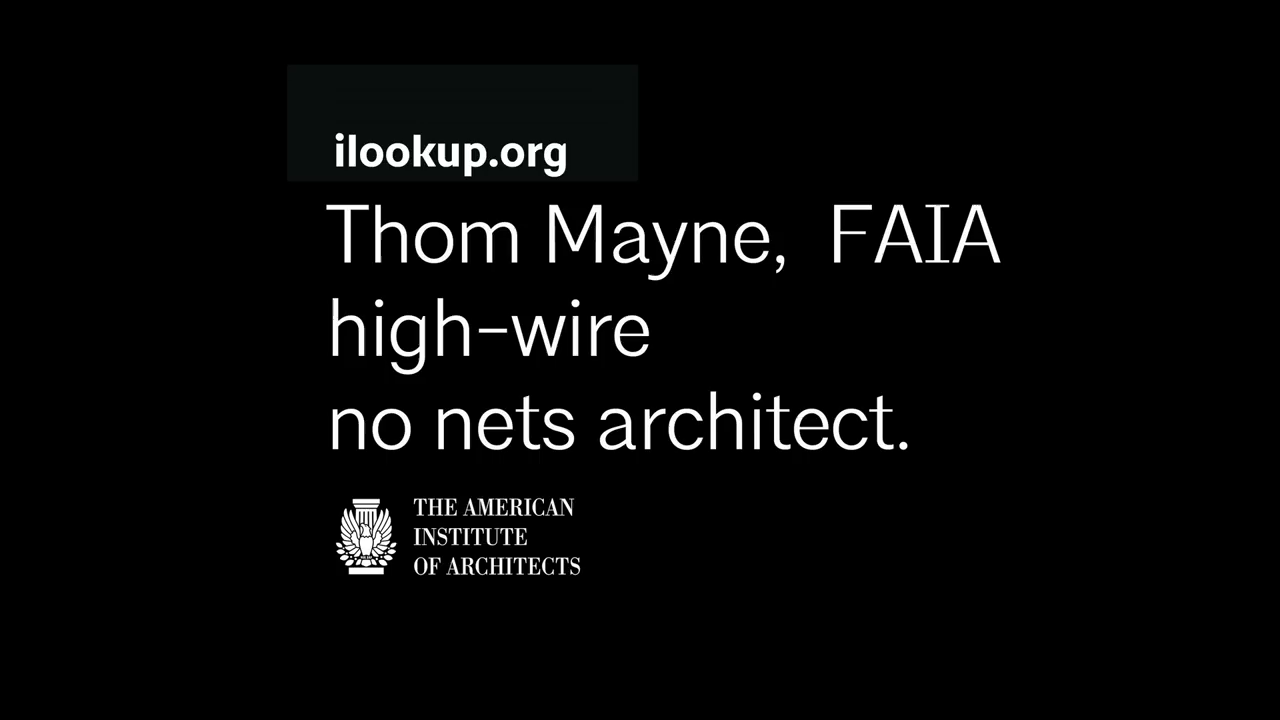 ilookup.org
Thom Mayne, FAIA
high-wire
no nets architect.
THE AMERICAN
INSTITUTE
OF ARCHITECTS